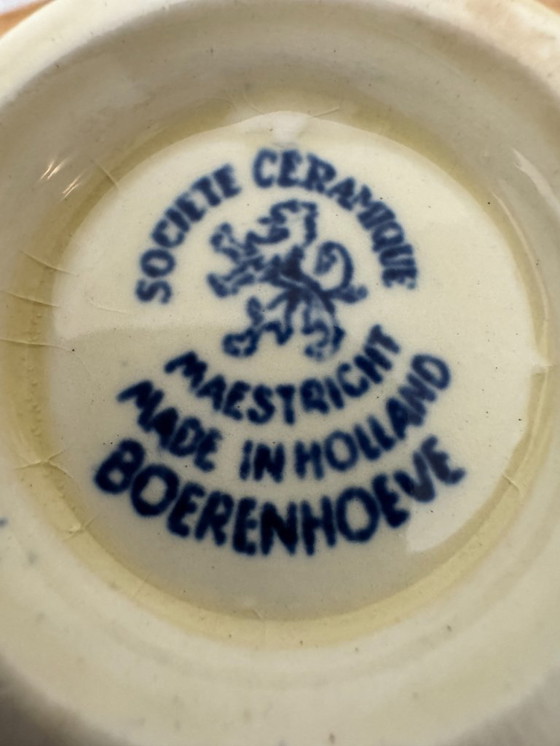 SOCIETE CERAMIQUE
MAESTRICHT
MADE IN HOLLAND
BOERENHOEVE